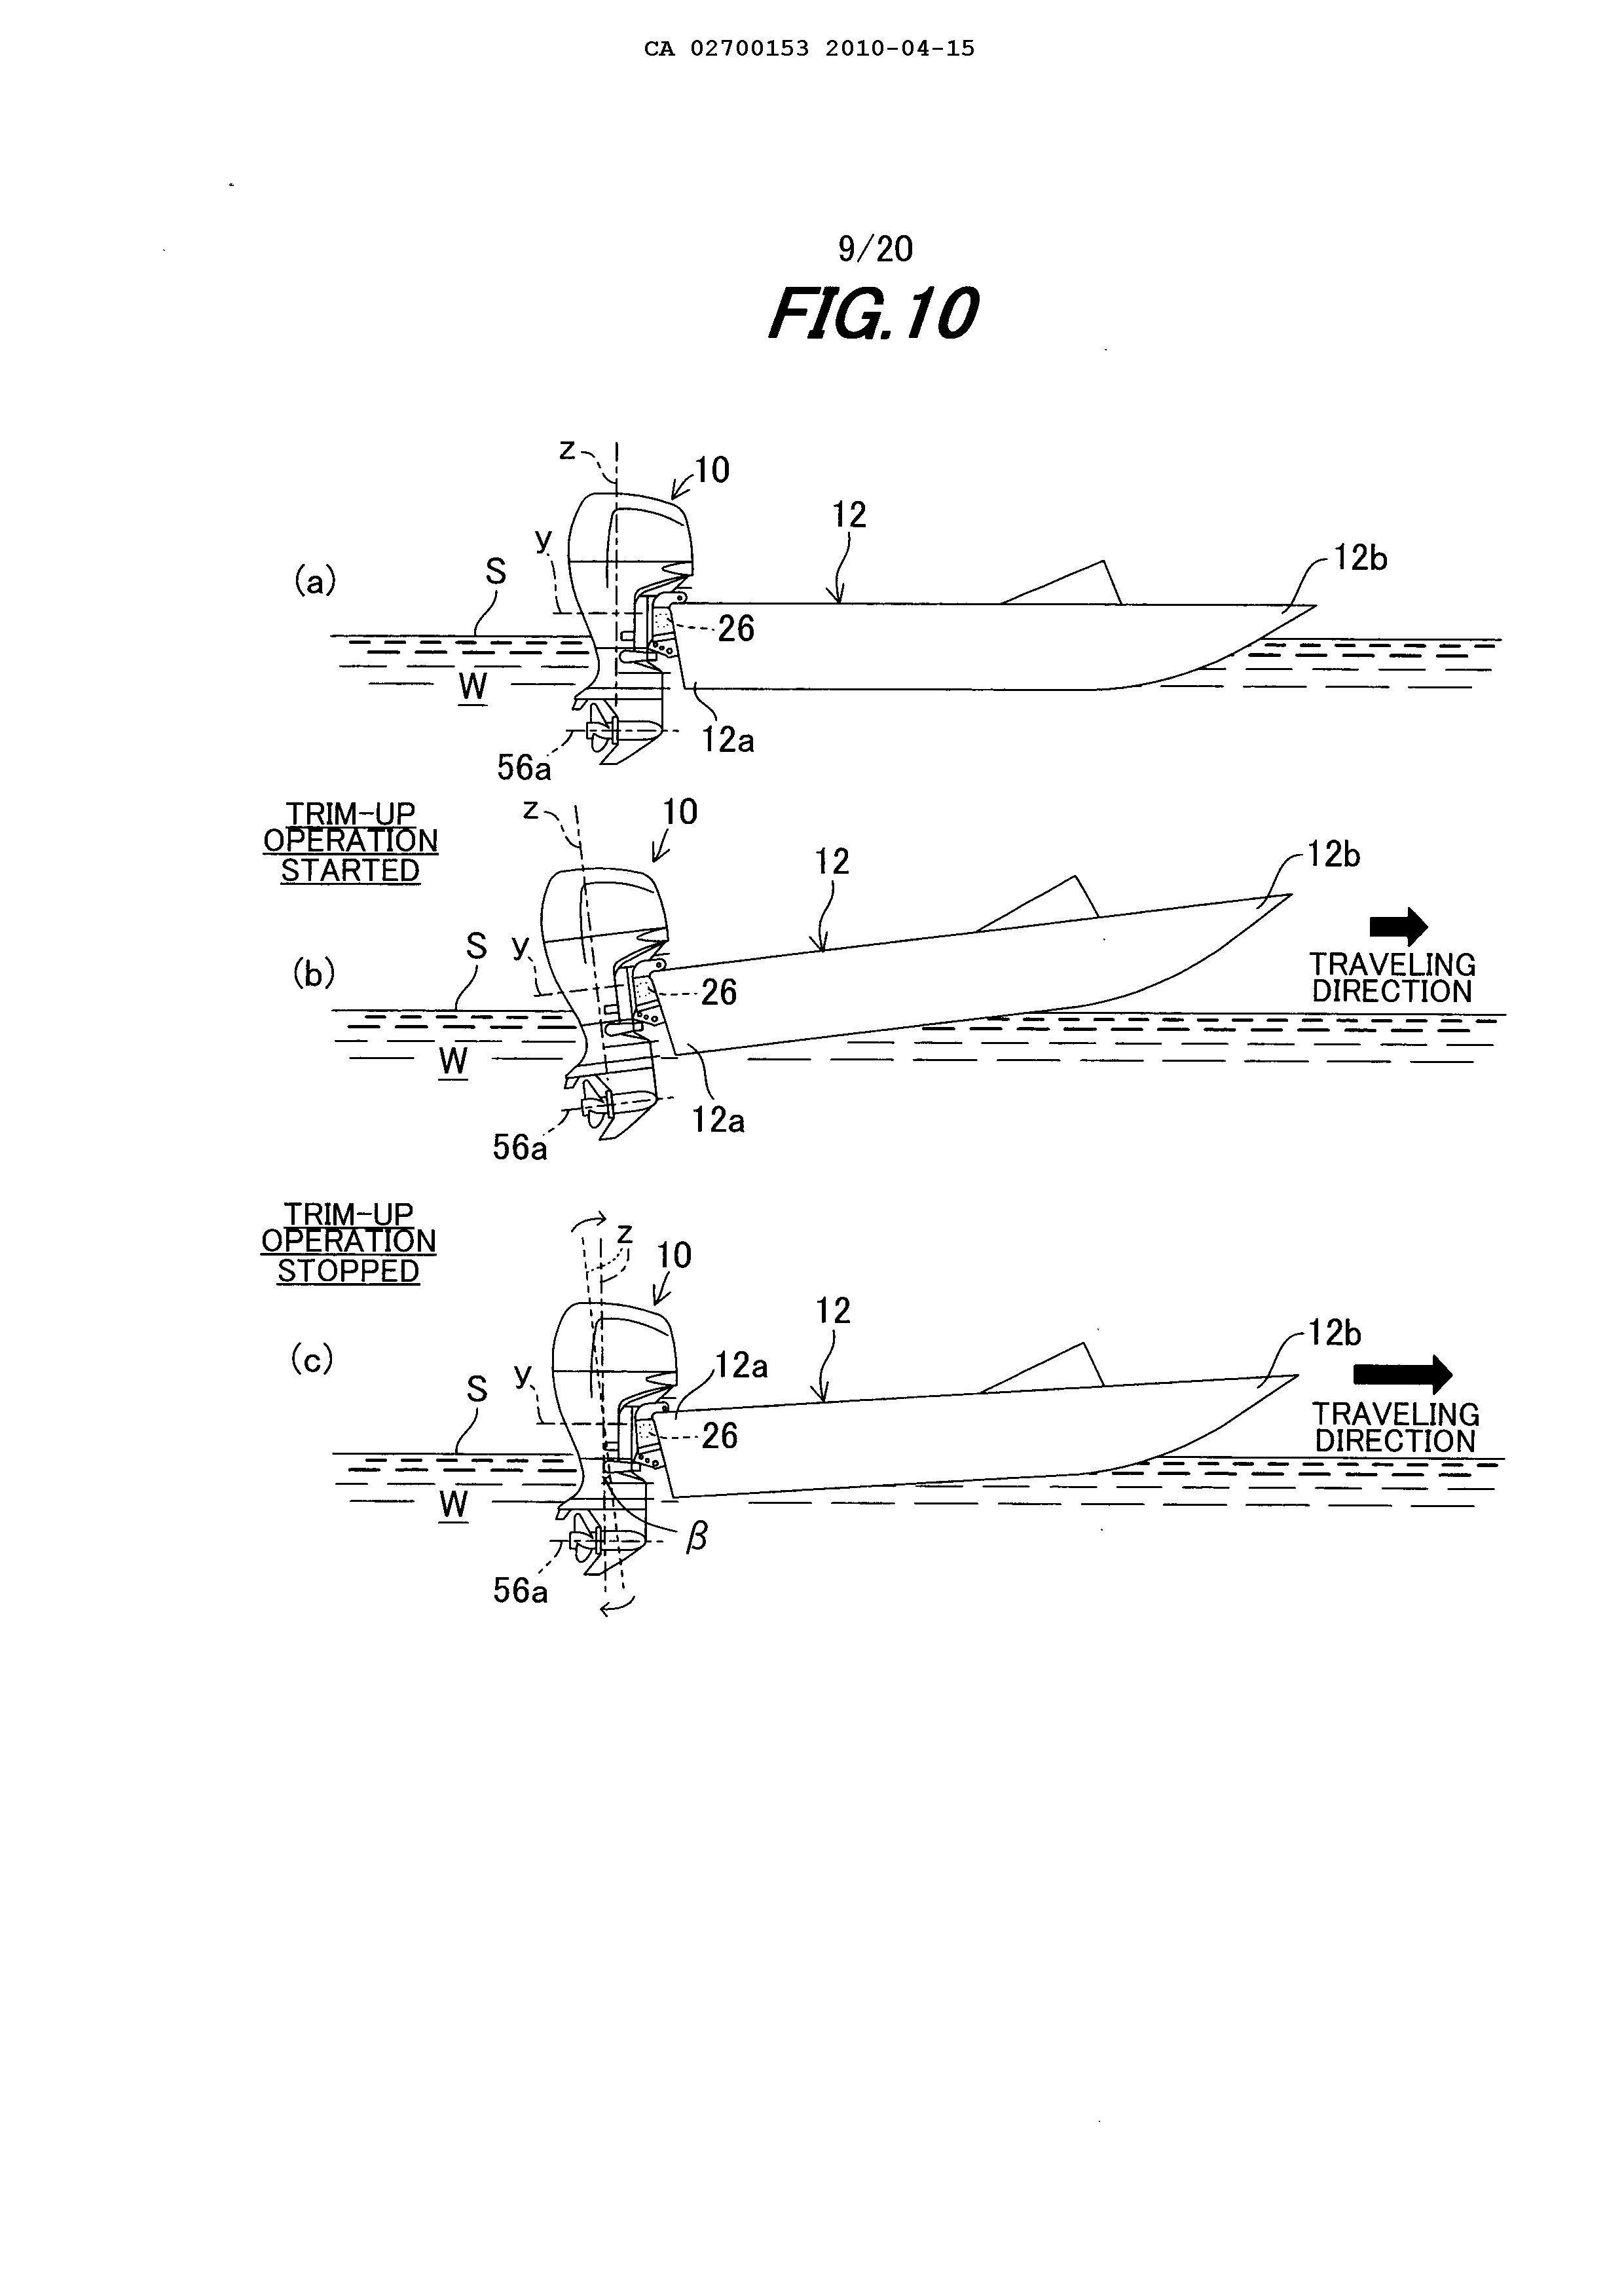 CA 02700153 2010-04-15
9/20
FIG.10
(a)
z
10
y
S
12
12b
26
W
12a
56a
TRIM-UP
OPERATION
STARTED
(b)
z
10
12
12b
S
y
26
TRAVELING
DIRECTION
W
12a
56a
TRIM-UP
OPERATION
STOPPED
(c)
z
10
12
12b
12a
y
S
26
TRAVELING
DIRECTION
W
β
56a